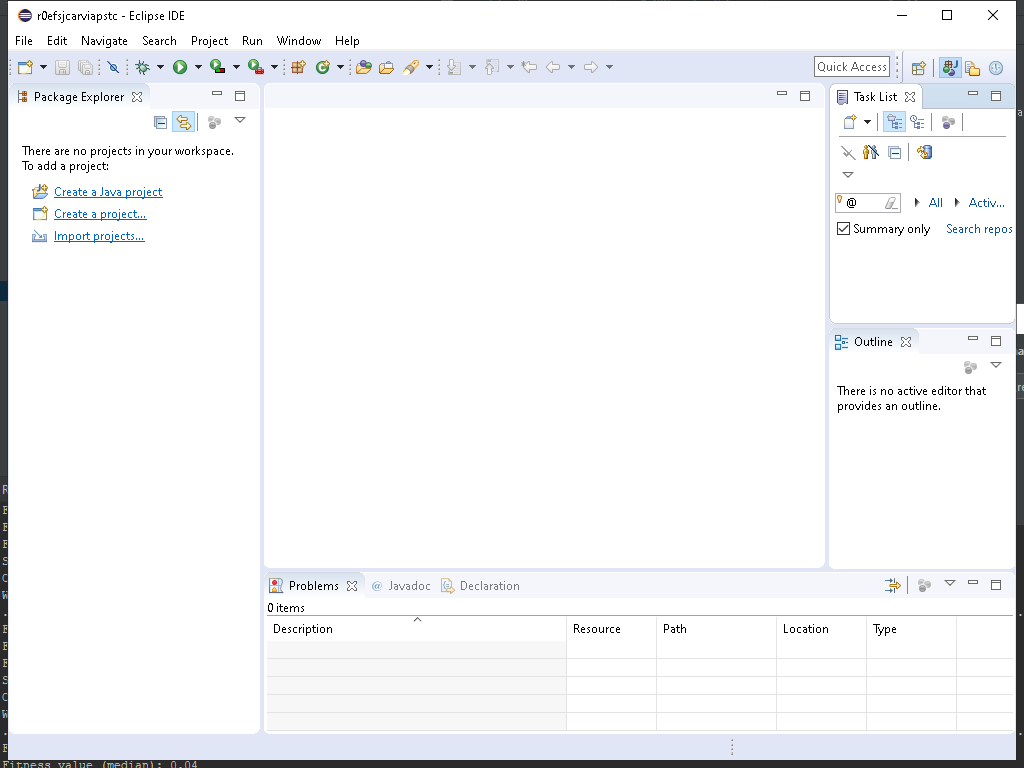 r0efsjcarviapstc - Eclipse IDE
File Edit Navigate Search Project Run Window Help
Quick Access
Package Explorer
There are no projects in your workspace.
To add a project:
Create a Java project
Create a project...
Import projects...
Task List
@ All Activ...
Summary only Search repos
Outline
There is no active editor that
provides an outline.
Problems @ Javadoc Declaration
0 items
Description Resource Path Location Type
Fitness value (median): 0.04